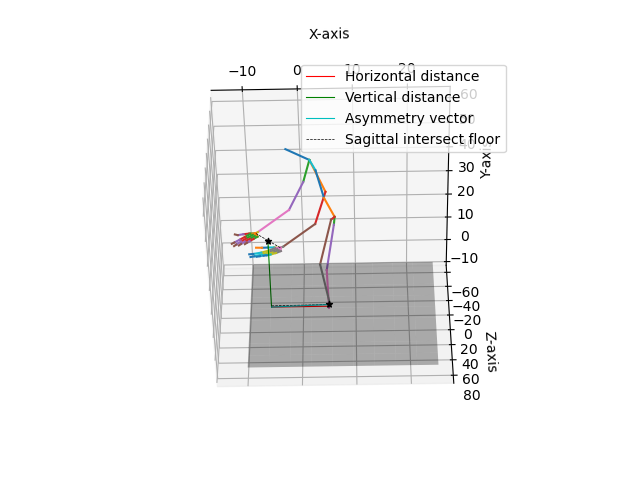 X-axis
−10 0 10 20
Horizontal distance
Vertical distance
Asymmetry vector
Sagittal intersect floor
60
40
30
20
10
0
−10
Y-axis
−60
−40
−20
0
20
40
60
80
Z-axis